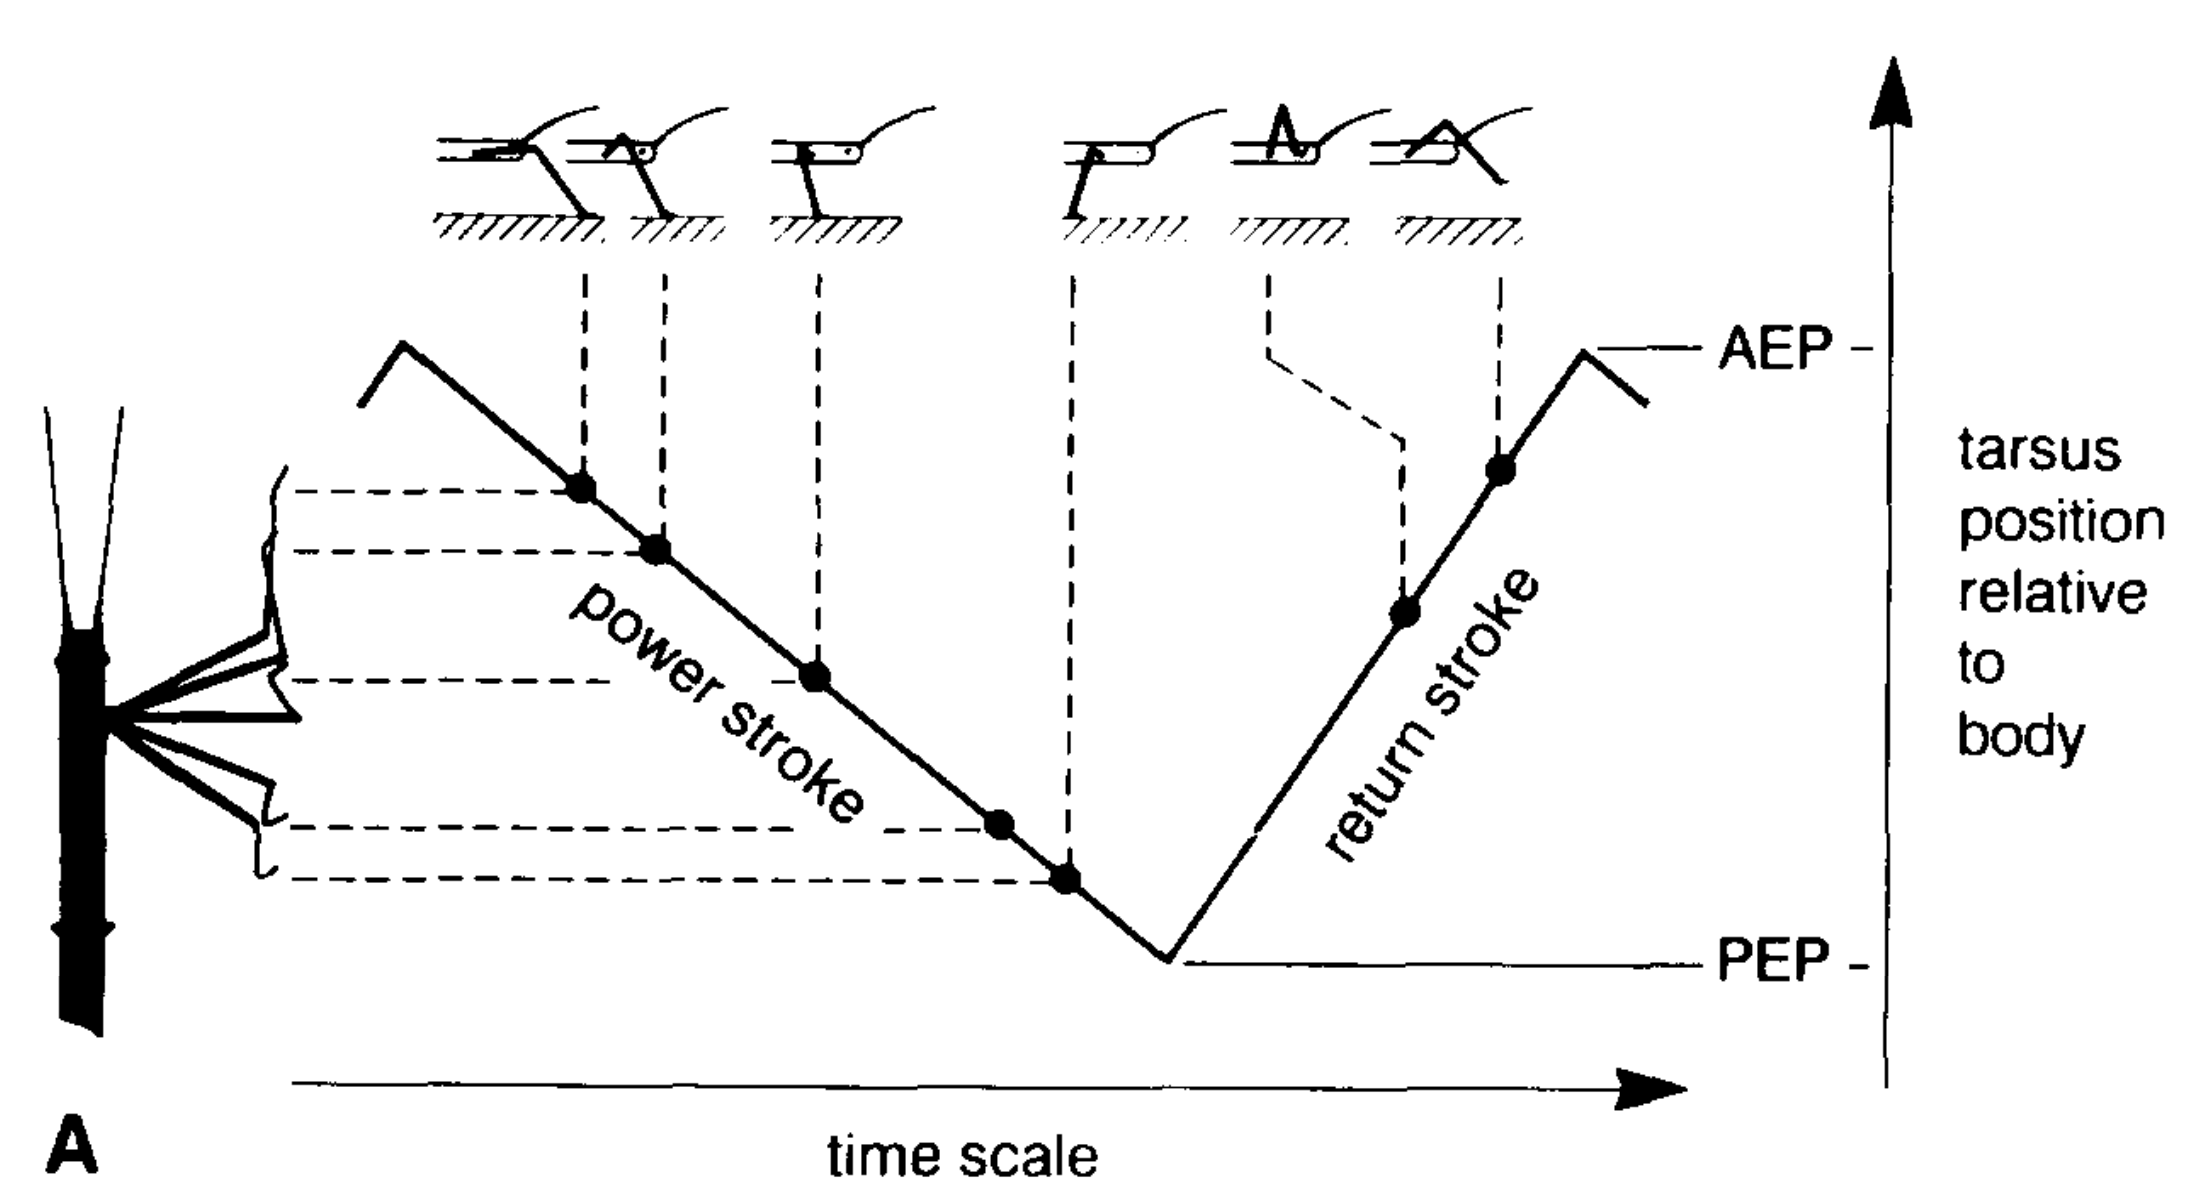 AEP
tarsus
position
relative
to
body
power stroke
return stroke
PEP
A
time scale